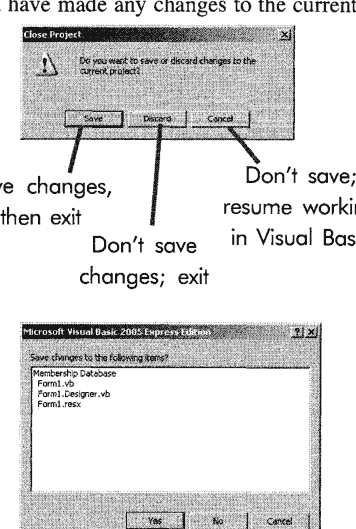 have made any changes to the current
Close Project
Do you want to save or discard changes to the
current project?
Save Discard Cancel
changes,
then exit
Don't save
changes; exit
Don't save;
resume
in Visual
Microsoft Visual Basic 2005 Express Edition
Save changes to the following items?
Membership Database
Form1.vb
Form1.Designer.vb
Form1.resx
Yes No Cancel